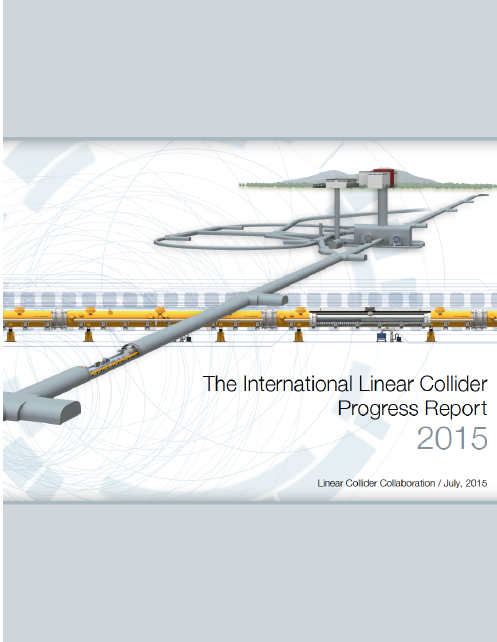 The International Linear Collider
Progress Report
2015
Linear Collider Collaboration / July, 2015